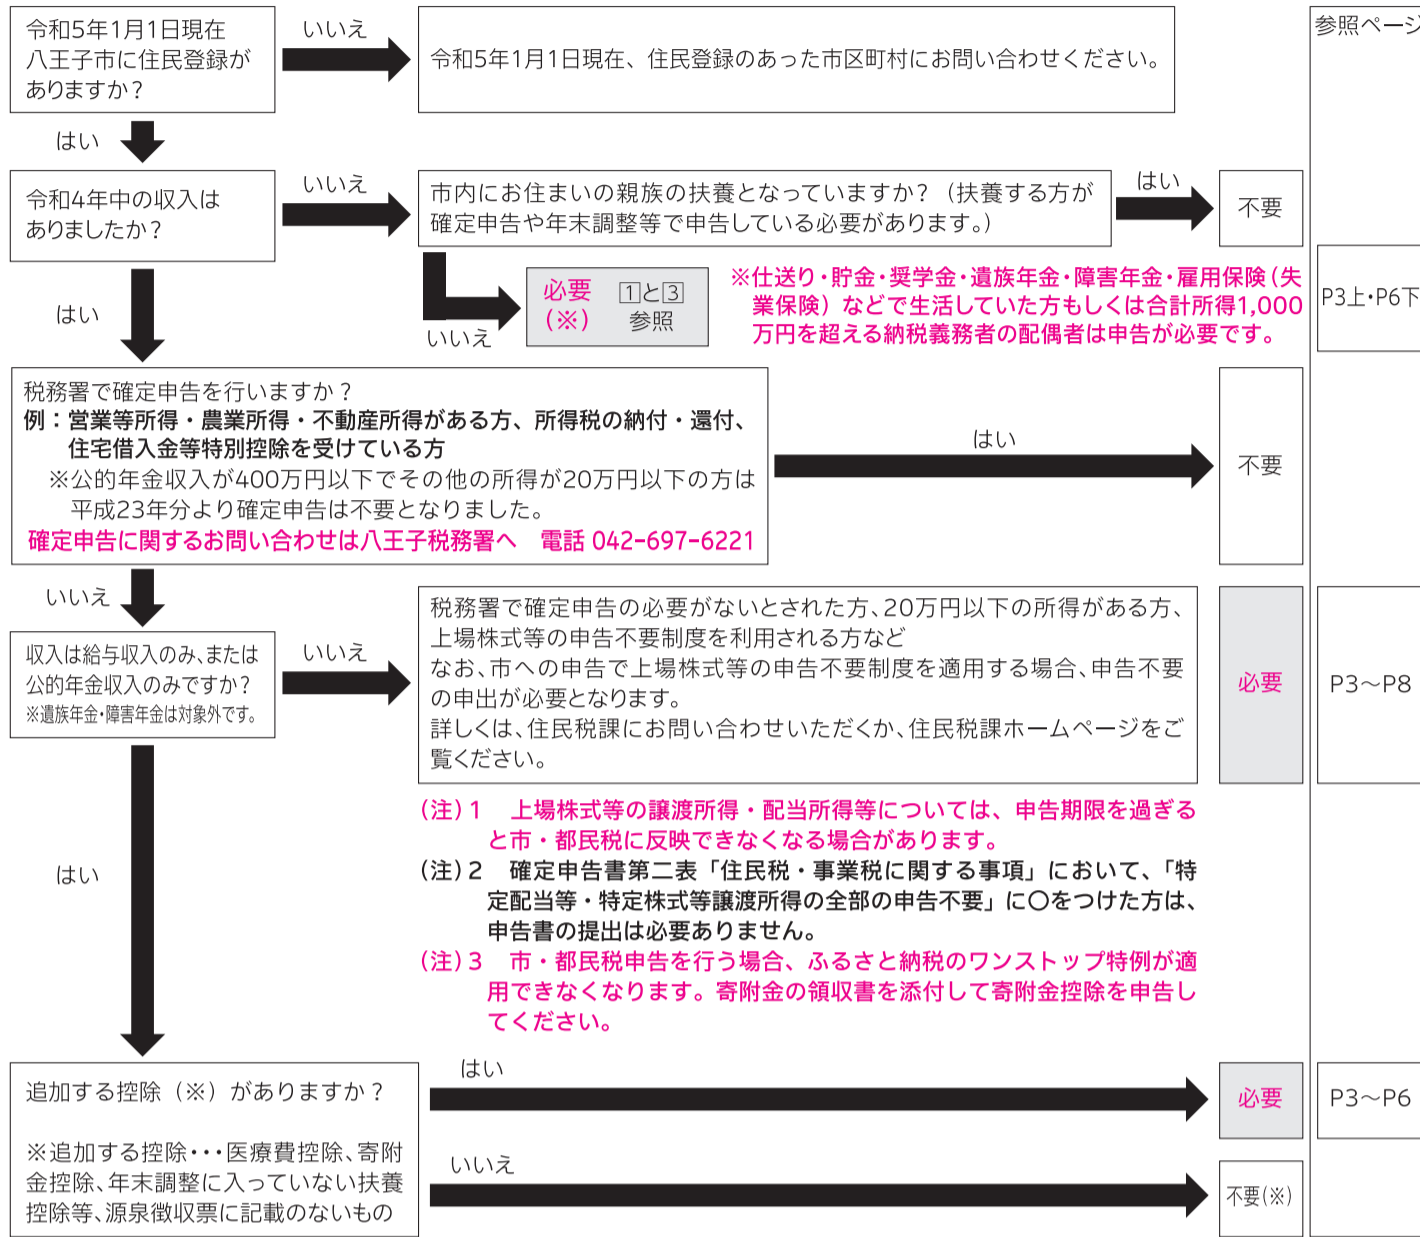 令和5年1月1日現在
八王子市に住民登録が
ありますか？
いいえ
令和5年1月1日現在、住民登録のあった市区町村にお問い合わせください。
参照ページ
はい
令和4年中の収入は
ありましたか？
いいえ
市内にお住まいの親族の扶養となっていますか？（扶養する方が
確定申告や年末調整等で申告している必要があります。）
はい
不要
はい
いいえ
必要
（※）
1と3
参照
※仕送り・貯金・奨学金・遺族年金・障害年金・雇用保険（失
業保険）などで生活していた方もしくは合計所得1,000
万円を超える納税義務者の配偶者は申告が必要です。
P3上・P6下
税務署で確定申告を行いますか？
例：営業等所得・農業所得・不動産所得がある方、所得税の納付・還付、
住宅借入金等特別控除を受けている方
※公的年金収入が400万円以下でその他の所得が20万円以下の方は
平成23年分より確定申告は不要となりました。
確定申告に関するお問い合わせは八王子税務署へ　電話 042-697-6221
はい
不要
いいえ
収入は給与収入のみ、または
公的年金収入のみですか？
※遺族年金・障害年金は対象外です。
いいえ
税務署で確定申告の必要がないとされた方、20万円以下の所得がある方、
上場株式等の申告不要制度を利用される方など
なお、市への申告で上場株式等の申告不要制度を適用する場合、申告不要
の申出が必要となります。
詳しくは、住民税課にお問い合わせいただくか、住民税課ホームページをご
覧ください。
必要
P3～P8
（注）1　上場株式等の譲渡所得・配当所得等については、申告期限を過ぎる
と市・都民税に反映できなくなる場合があります。
（注）2　確定申告書第二表「住民税・事業税に関する事項」において、「特
定配当等・特定株式等譲渡所得の全部の申告不要」に○をつけた方は、
申告書の提出は必要ありません。
（注）3　市・都民税申告を行う場合、ふるさと納税のワンストップ特例が適
用できなくなります。寄附金の領収書を添付して寄附金控除を申告し
てください。
はい
追加する控除（※）がありますか？
※追加する控除・・・医療費控除、寄附
金控除、年末調整に入っていない扶養
控除等、源泉徴収票に記載のないもの
はい
必要
P3～P6
いいえ
不要（※）